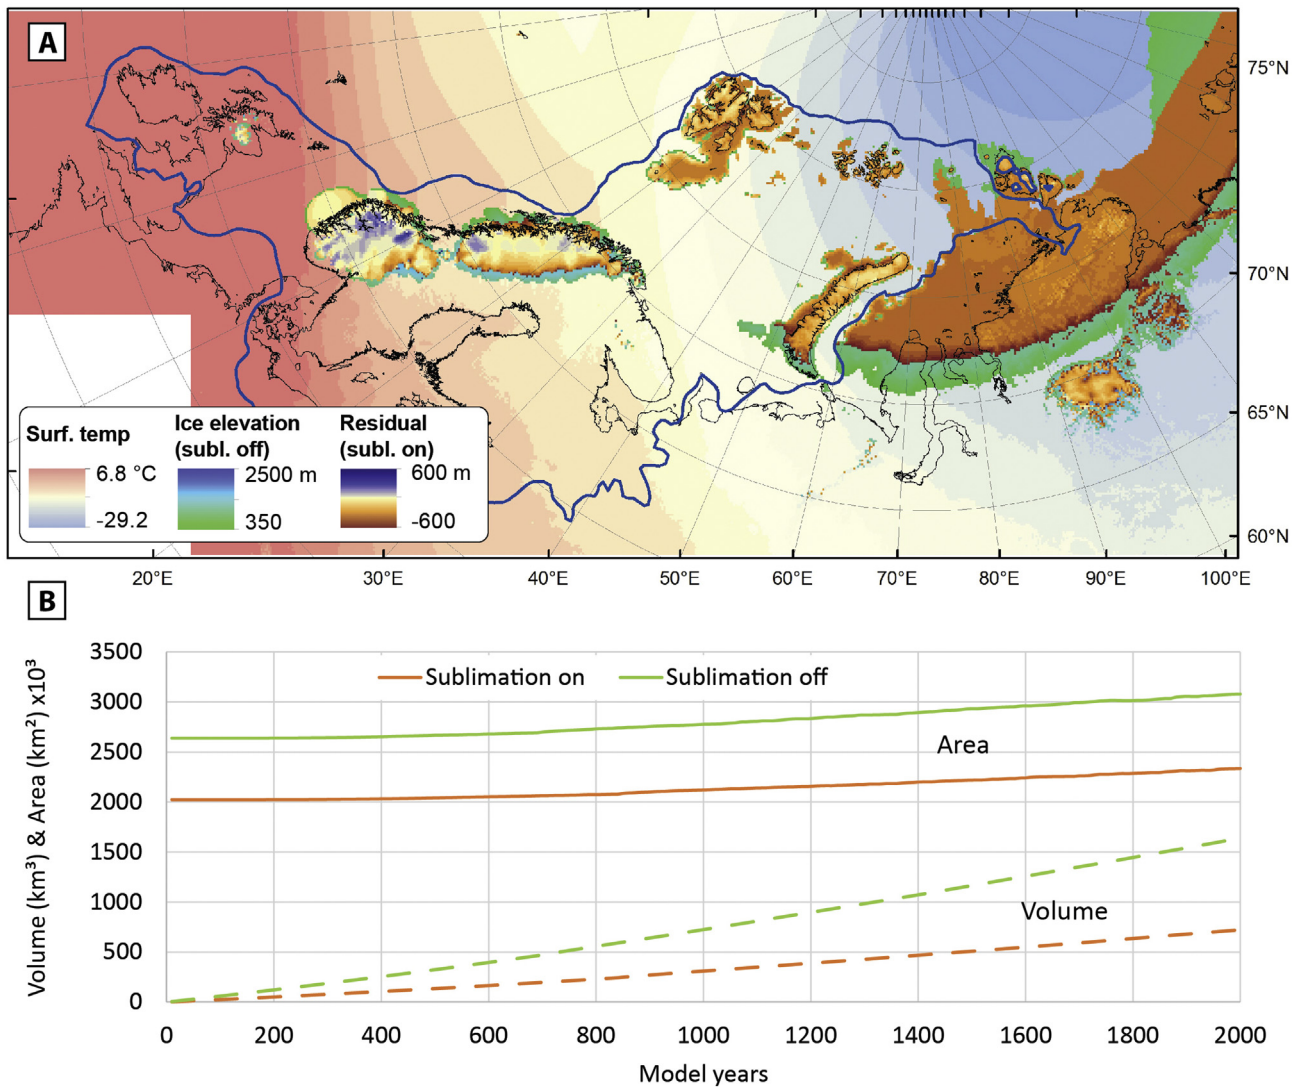 A
75°N
70°N
65°N
60°N
Surf. temp
6.8 °C
-29.2
Ice elevation
(subl. off)
2500 m
350
Residual
(subl. on)
600 m
-600
20°E 30°E 40°E 50°E 60°E 70°E 80°E 90°E 100°E
B
Volume (km³) & Area (km²) x10³
3500
3000
2500
2000
1500
1000
500
0
Sublimation on Sublimation off
Area
Volume
0 200 400 600 800 1000 1200 1400 1600 1800 2000
Model years